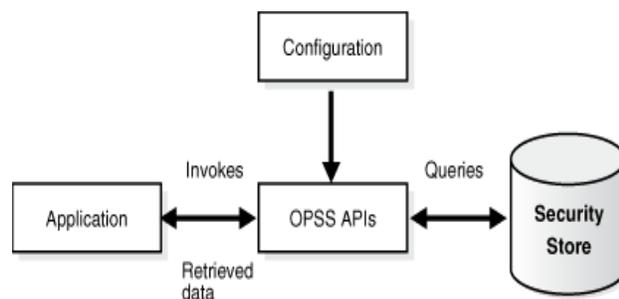 Configuration
Invokes
Queries
Application
OPSS APIs
Security
Store
Retrieved
data